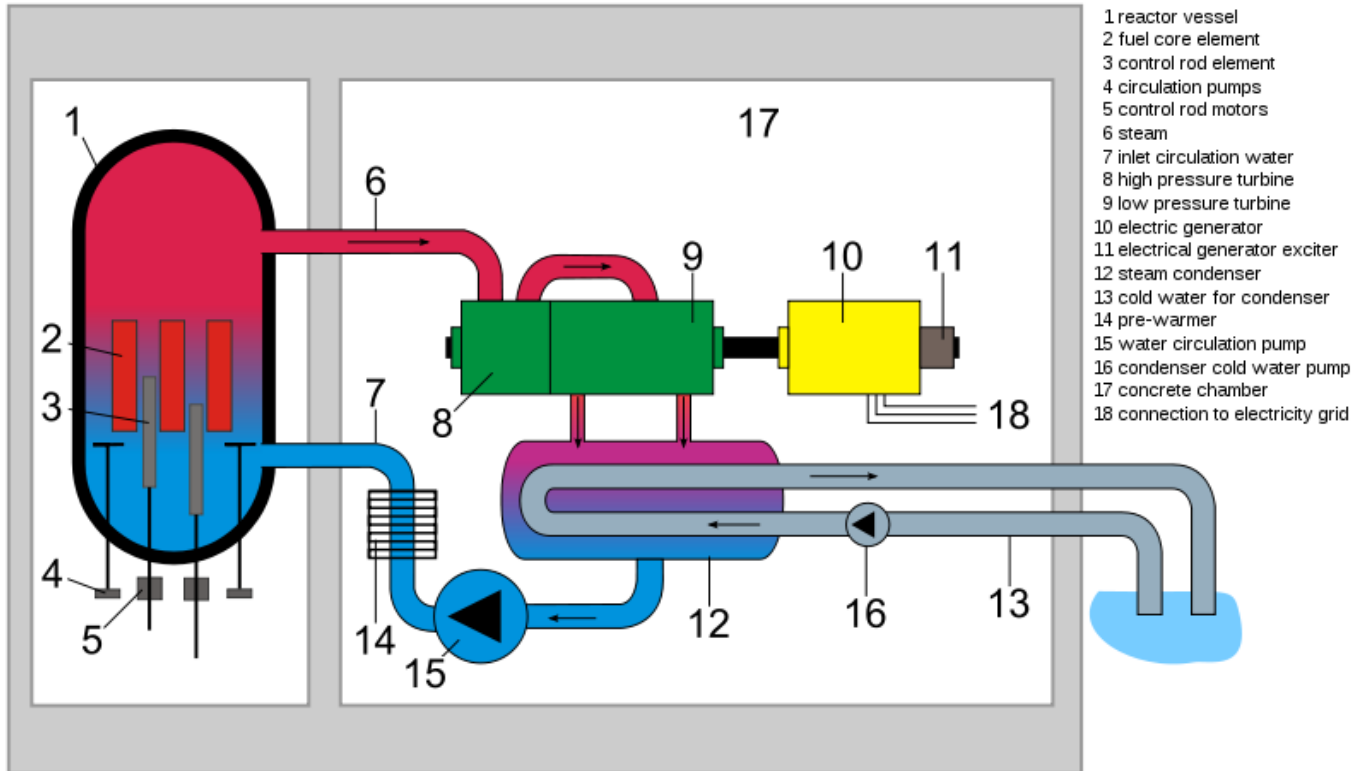 1
2
3
4
5
6
7
8
9
10
11
12
13
14
15
16
17
18
1 reactor vessel
2 fuel core element
3 control rod element
4 circulation pumps
5 control rod motors
6 steam
7 inlet circulation water
8 high pressure turbine
9 low pressure turbine
10 electric generator
11 electrical generator exciter
12 steam condenser
13 cold water for condenser
14 pre-warmer
15 water circulation pump
16 condenser cold water pump
17 concrete chamber
18 connection to electricity grid